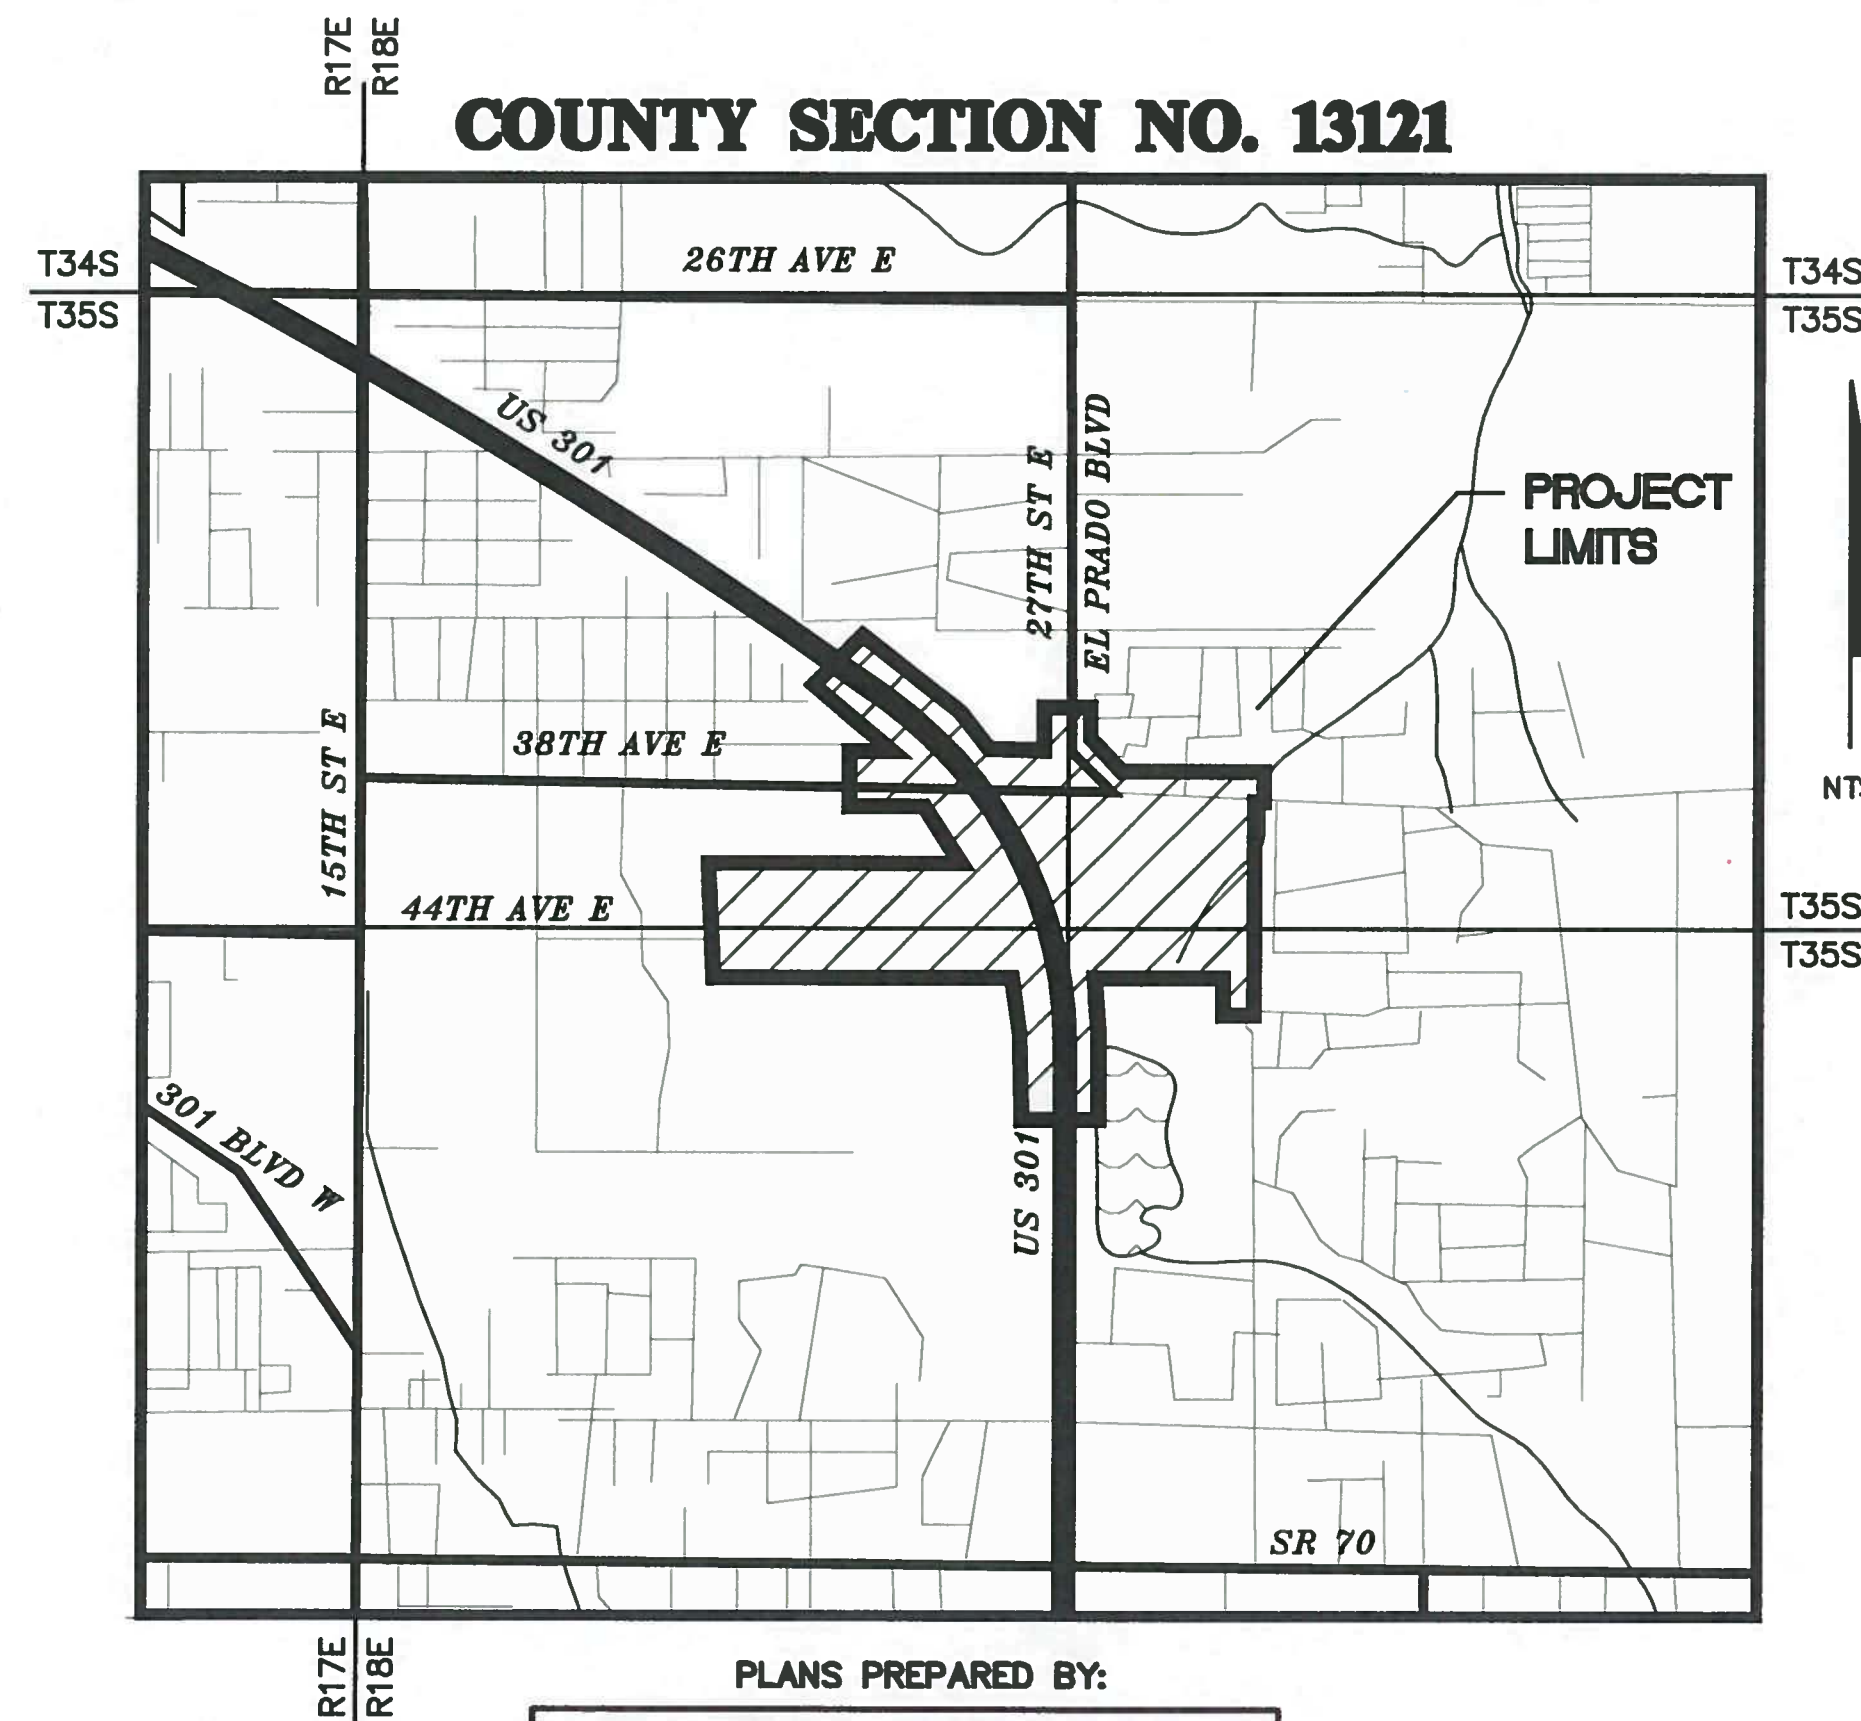 R17E
R18E
COUNTY SECTION NO. 13121
T34S
T35S
26TH AVE E
T34S
T35S
US 301
27TH ST E
EL PRADO BLVD
PROJECT
LIMITS
15TH ST E
38TH AVE E
44TH AVE E
T35S
T35S
301 BLVD W
US 301
SR 70
R17E
R18E
PLANS PREPARED BY: